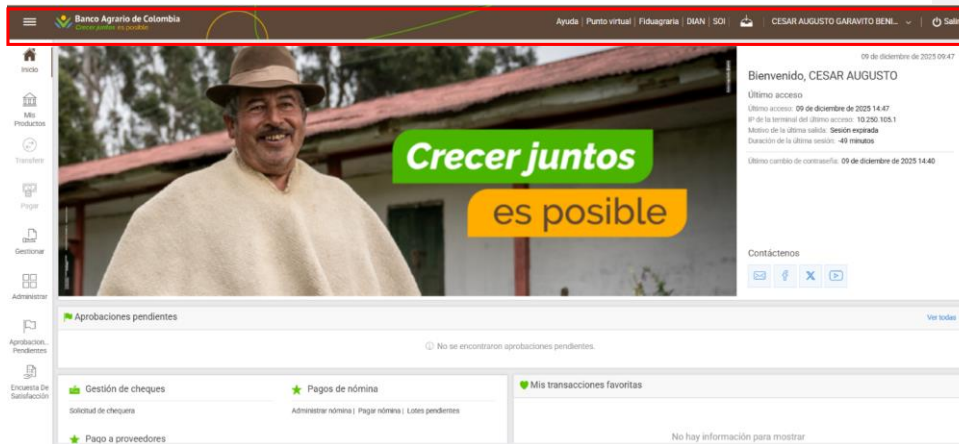 Banco Agrario de Colombia
Crecer juntos es posible
Ayuda | Punto virtual | Fiduagraria | DIAN | SOI | CESAR AUGUSTO GARAVITO BENI... | Salir
Inicio
Mis Productos
Transferir
Pagar
Gestionar
Administrar
Aprobacion... Pendientes
Encuesta De Satisfacción
Crecer juntos
es posible
09 de diciembre de 2025 09:47
Bienvenido, CESAR AUGUSTO
Último acceso
Último acceso: 09 de diciembre de 2025 14:47
IP de la terminal del último acceso: 10.250.105.1
Motivo de la última salida: Sesión expirada
Duración de la última sesión: -49 minutos
Último cambio de contraseña: 09 de diciembre de 2025 14:40
Contáctenos
Aprobaciones pendientes
Ver todas
No se encontraron aprobaciones pendientes.
Gestión de cheques
Solicitud de chequera
Pagos de nómina
Administrar nómina | Pagar nómina | Lotes pendientes
Pago a proveedores
Mis transacciones favoritas
No hay información para mostrar